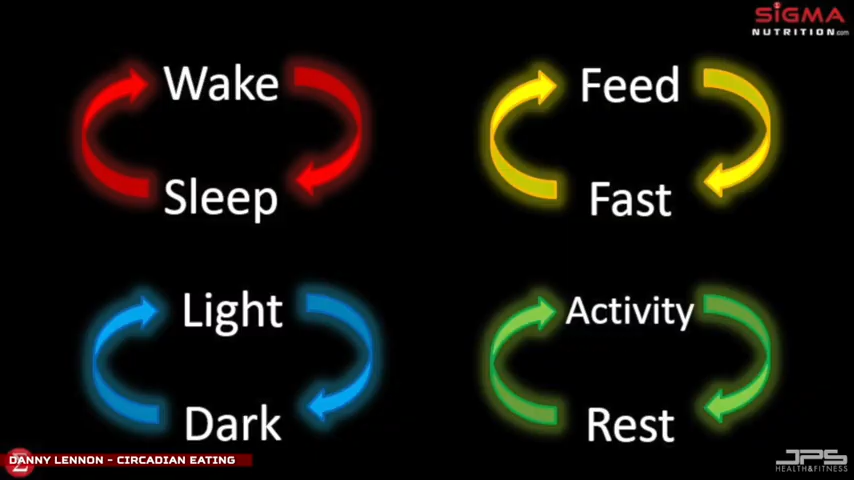 SIGMA
NUTRITION.com
Wake
Sleep
Feed
Fast
Light
Dark
Activity
Rest
DANNY LENNON - CIRCADIAN EATING
JPS
HEALTH&FITNESS